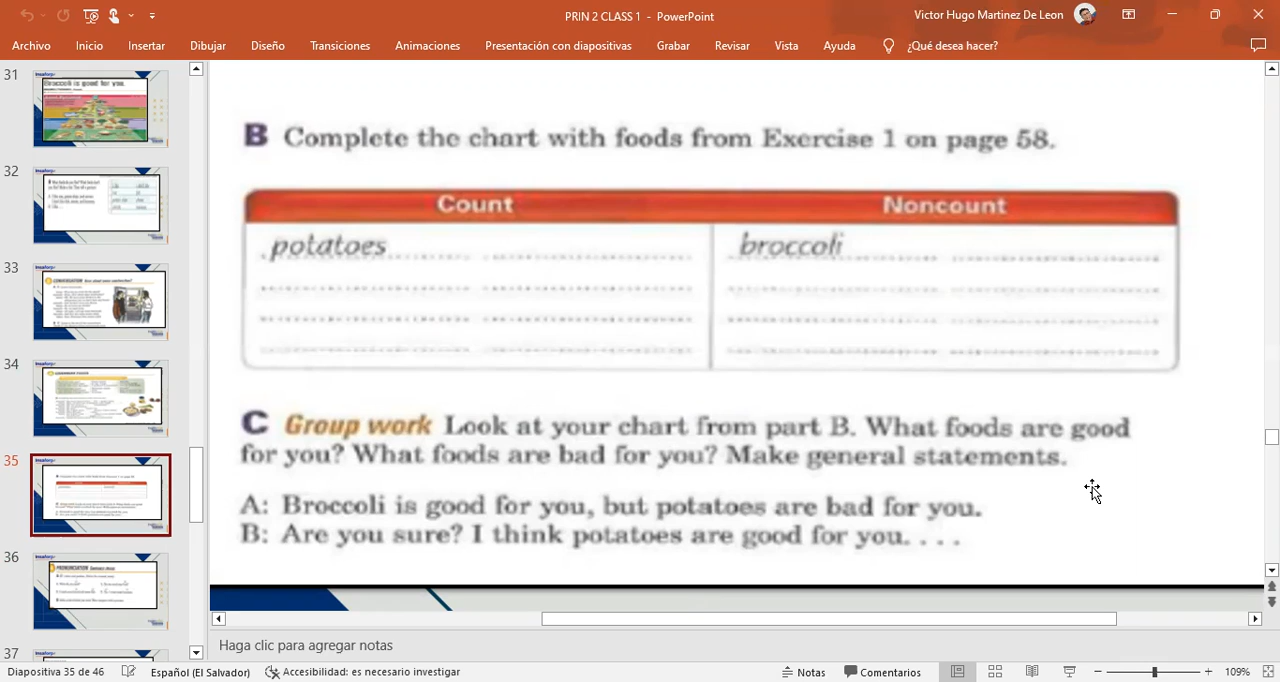 PRIN 2 CLASS 1 - PowerPoint
Victor Hugo Martinez De Leon
Archivo Inicio Insertar Dibujar Diseño Transiciones Animaciones Presentación con diapositivas Grabar Revisar Vista Ayuda ¿Qué desea hacer?
31
Broccoli is good for you.
32
33
34
35
36
37
B Complete the chart with foods from Exercise 1 on page 58.
Count Noncount
potatoes broccoli
C Group work Look at your chart from part B. What foods are good
for you? What foods are bad for you? Make general statements.
A: Broccoli is good for you, but potatoes are bad for you.
B: Are you sure? I think potatoes are good for you. . . .
Haga clic para agregar notas
Diapositiva 35 de 46 Español (El Salvador) Accesibilidad: es necesario investigar Notas Comentarios 109%